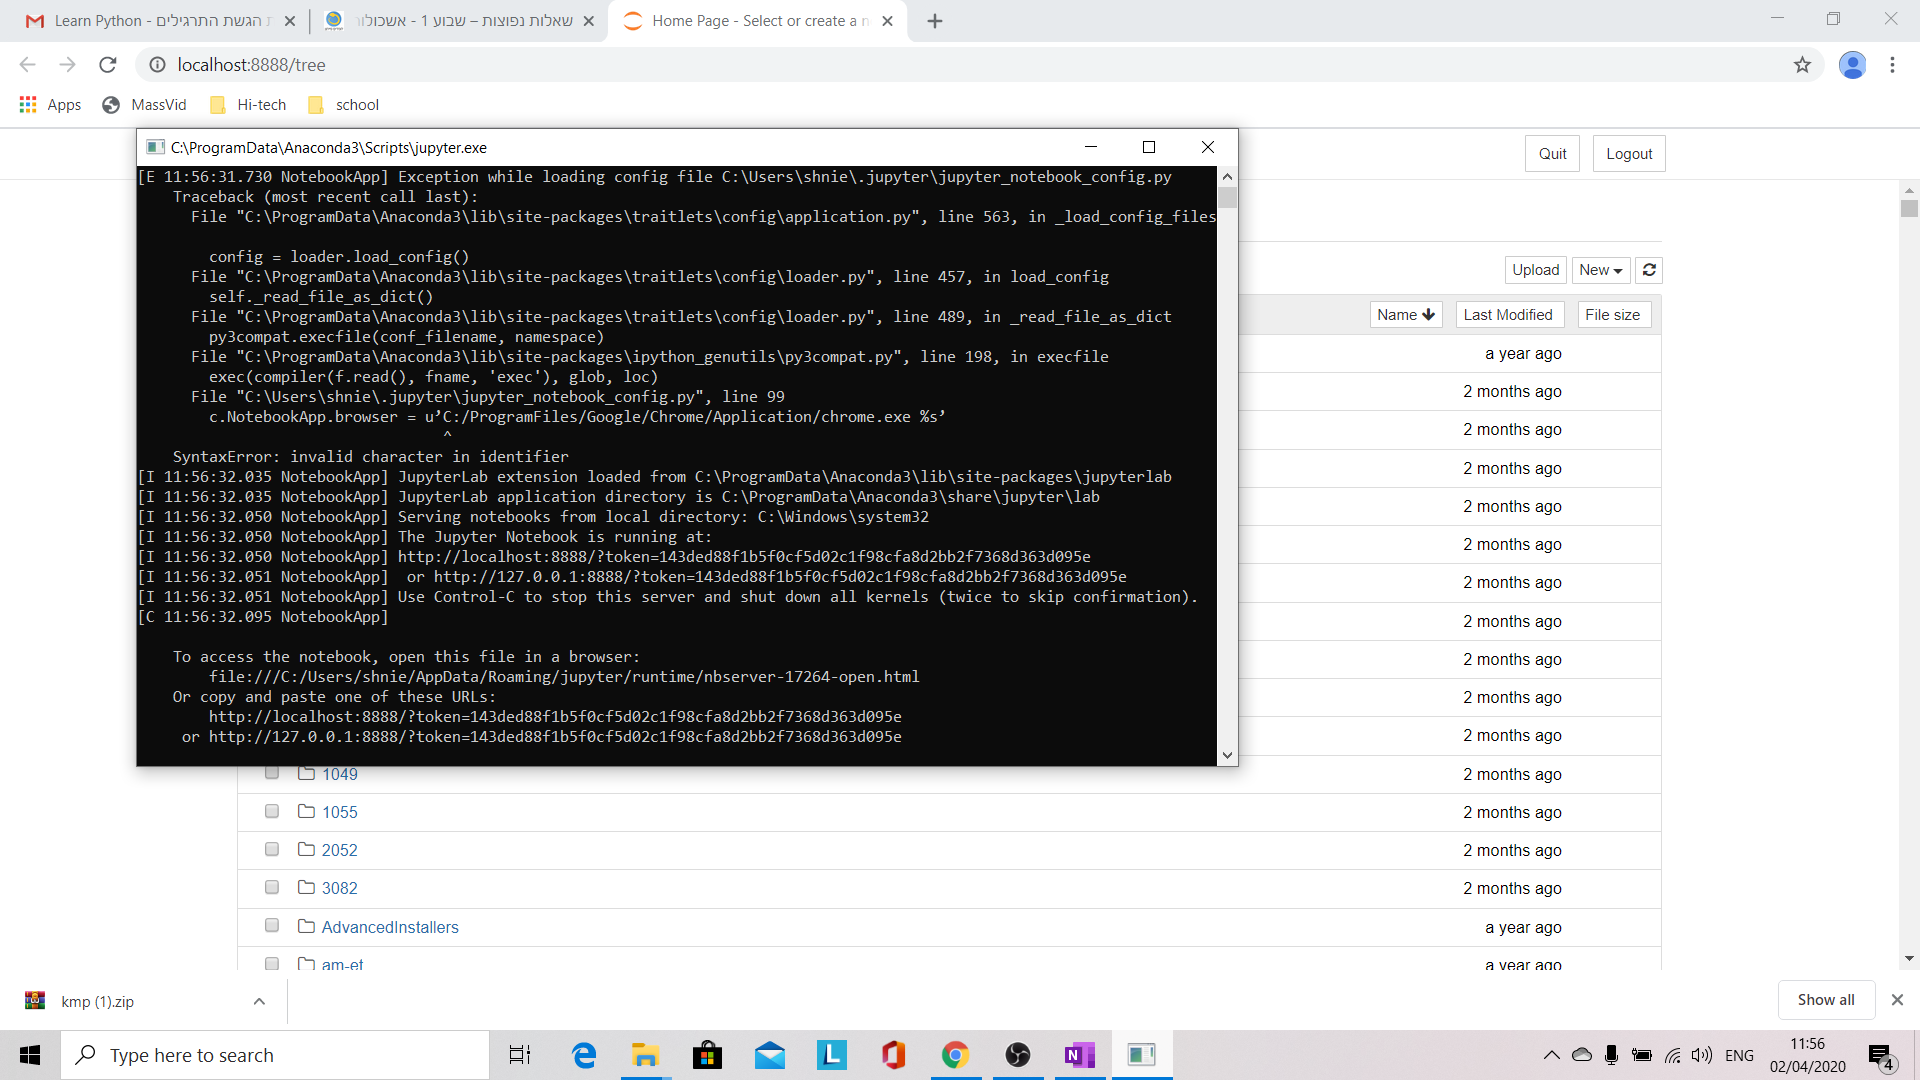 Learn Python - הגשת התרגילים
שאלות נפוצות – שבוע 1 - אשכולות
Home Page - Select or create a n
localhost:8888/tree
Apps
MassVid
Hi-tech
school
C:\ProgramData\Anaconda3\Scripts\jupyter.exe
Quit
Logout
[E 11:56:31.730 NotebookApp] Exception while loading config file C:\Users\shnie\.jupyter\jupyter_notebook_config.py
Traceback (most recent call last):
File "C:\ProgramData\Anaconda3\lib\site-packages\traitlets\config\application.py", line 563, in _load_config_files
config = loader.load_config()
File "C:\ProgramData\Anaconda3\lib\site-packages\traitlets\config\loader.py", line 457, in load_config
self._read_file_as_dict()
File "C:\ProgramData\Anaconda3\lib\site-packages\traitlets\config\loader.py", line 489, in _read_file_as_dict
py3compat.execfile(conf_filename, namespace)
File "C:\ProgramData\Anaconda3\lib\site-packages\ipython_genutils\py3compat.py", line 198, in execfile
exec(compiler(f.read(), fname, 'exec'), glob, loc)
File "C:\Users\shnie\.jupyter\jupyter_notebook_config.py", line 99
c.NotebookApp.browser = u’C:/ProgramFiles/Google/Chrome/Application/chrome.exe %s’
^
SyntaxError: invalid character in identifier
[I 11:56:32.035 NotebookApp] JupyterLab extension loaded from C:\ProgramData\Anaconda3\lib\site-packages\jupyterlab
[I 11:56:32.035 NotebookApp] JupyterLab application directory is C:\ProgramData\Anaconda3\share\jupyter\lab
[I 11:56:32.050 NotebookApp] Serving notebooks from local directory: C:\Windows\system32
[I 11:56:32.050 NotebookApp] The Jupyter Notebook is running at:
[I 11:56:32.050 NotebookApp] http://localhost:8888/?token=143ded88f1b5f0cf5d02c1f98cfa8d2bb2f7368d363d095e
[I 11:56:32.051 NotebookApp]  or http://127.0.0.1:8888/?token=143ded88f1b5f0cf5d02c1f98cfa8d2bb2f7368d363d095e
[I 11:56:32.051 NotebookApp] Use Control-C to stop this server and shut down all kernels (twice to skip confirmation).
[C 11:56:32.095 NotebookApp]
To access the notebook, open this file in a browser:
file:///C:/Users/shnie/AppData/Roaming/jupyter/runtime/nbserver-17264-open.html
Or copy and paste one of these URLs:
http://localhost:8888/?token=143ded88f1b5f0cf5d02c1f98cfa8d2bb2f7368d363d095e
or http://127.0.0.1:8888/?token=143ded88f1b5f0cf5d02c1f98cfa8d2bb2f7368d363d095e
Upload New
Name Last Modified File size
a year ago
2 months ago
2 months ago
2 months ago
2 months ago
2 months ago
2 months ago
2 months ago
2 months ago
2 months ago
2 months ago
1049 2 months ago
1055 2 months ago
2052 2 months ago
3082 2 months ago
AdvancedInstallers a year ago
am-et a year ago
kmp (1).zip
Show all
Type here to search
ENG
11:56
02/04/2020
4